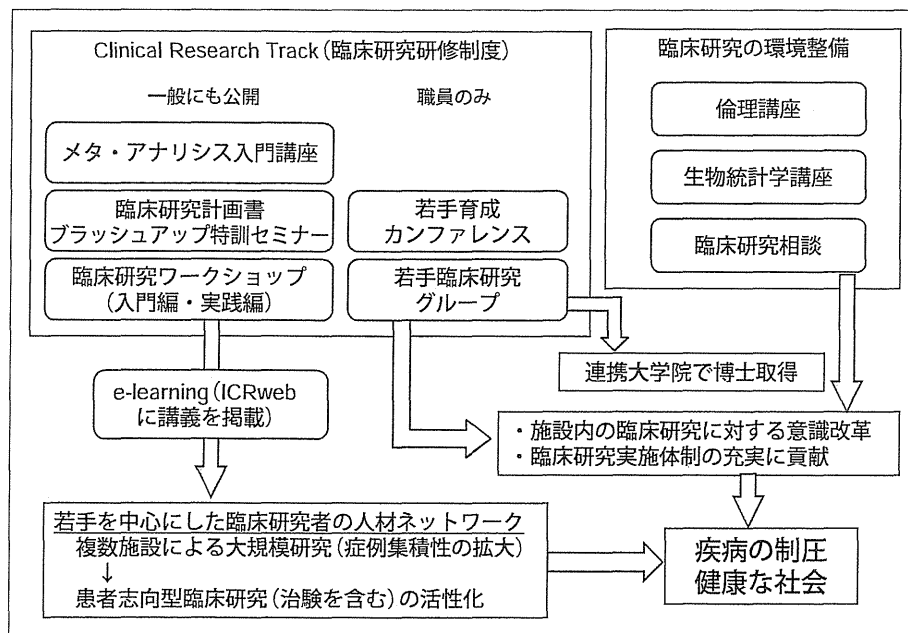 Clinical Research Track(臨床研究研修制度)
一般にも公開
職員のみ
メタ・アナリシス入門講座
臨床研究計画書
ブラッシュアップ特訓セミナー
若手育成
カンファレンス
臨床研究ワークショップ
(入門編・実践編)
若手臨床研究
グループ
臨床研究の環境整備
倫理講座
生物統計学講座
臨床研究相談
連携大学院で博士取得
e-learning(ICRweb
に講義を掲載)
・施設内の臨床研究に対する意識改革
・臨床研究実施体制の充実に貢献
若手を中心にした臨床研究者の人材ネットワーク
複数施設による大規模研究(症例集積性の拡大)
↓
患者志向型臨床研究(治験を含む)の活性化
疾病の制圧
健康な社会